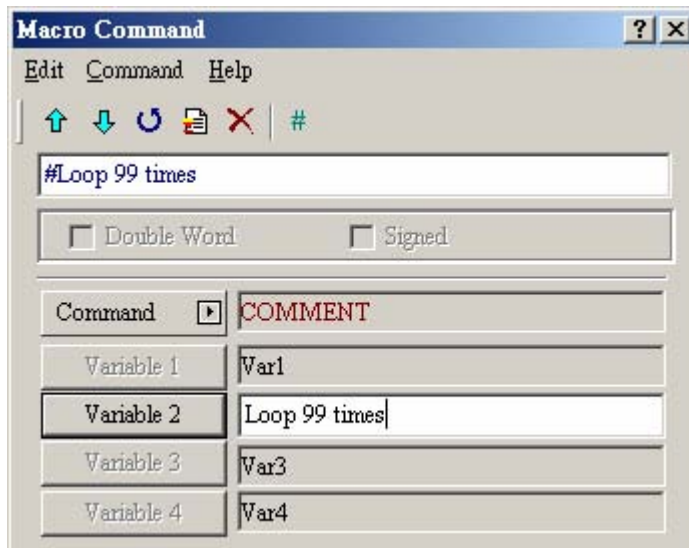 Macro Command
Edit Command Help
#
#Loop 99 times
Double Word Signed
Command COMMENT
Variable 1 Var1
Variable 2 Loop 99 times
Variable 3 Var3
Variable 4 Var4